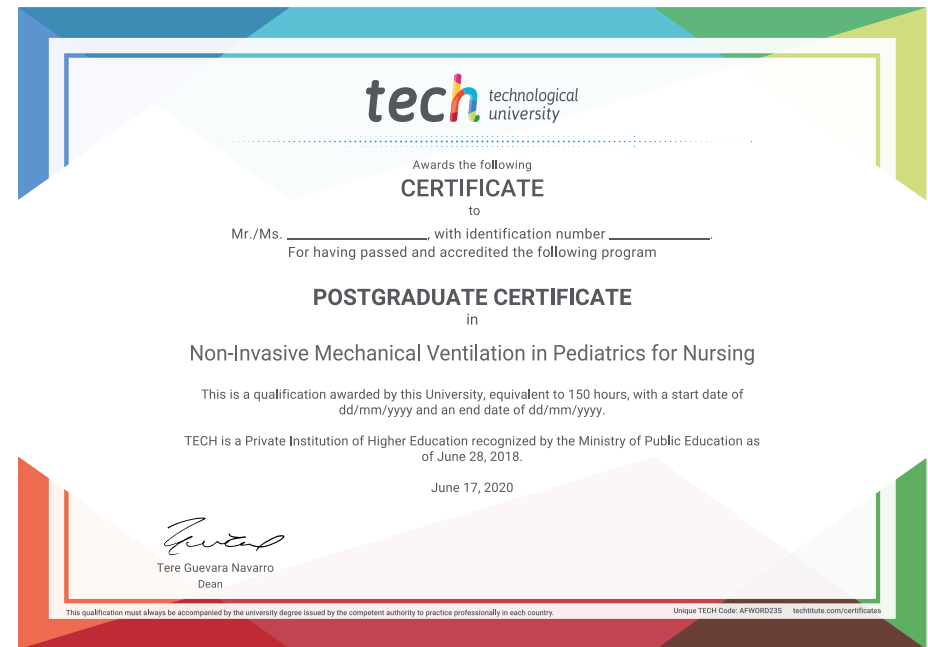 tech technological
university
Awards the following
CERTIFICATE
to
Mr./Ms. ____________________, with identification number ______________.
For having passed and accredited the following program
POSTGRADUATE CERTIFICATE
in
Non-Invasive Mechanical Ventilation in Pediatrics for Nursing
This is a qualification awarded by this University, equivalent to 150 hours, with a start date of
dd/mm/yyyy and an end date of dd/mm/yyyy.
TECH is a Private Institution of Higher Education recognized by the Ministry of Public Education as
of June 28, 2018.
June 17, 2020
Tere Guevara Navarro
Dean
This qualification must always be accompanied by the university degree issued by the competent authority to practice professionally in each country.
Unique TECH Code: AFWORD23S techtitute.com/certificates